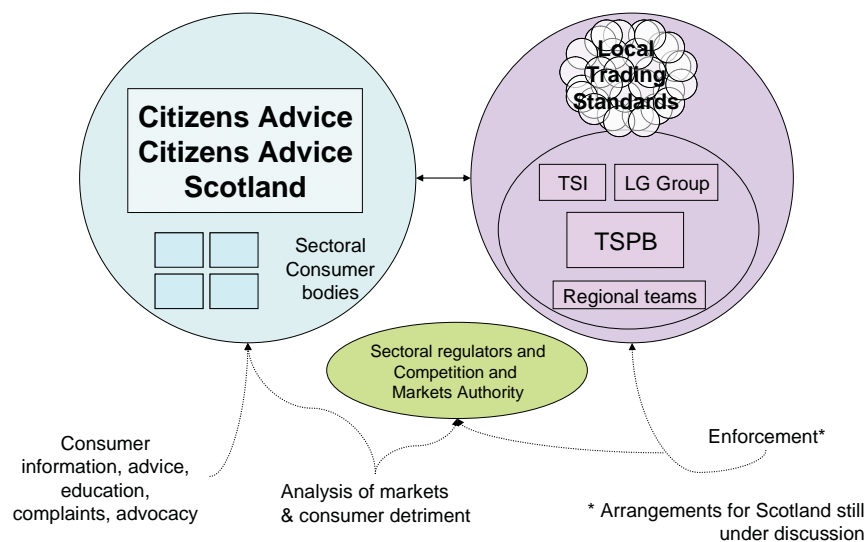 Citizens Advice
Citizens Advice
Scotland
Sectoral
Consumer
bodies
Local
Trading
Standards
TSI
LG Group
TSPB
Regional teams
Sectoral regulators and
Competition and
Markets Authority
Consumer
information, advice,
education,
complaints, advocacy
Analysis of markets
& consumer detriment
Enforcement*
* Arrangements for Scotland still
under discussion